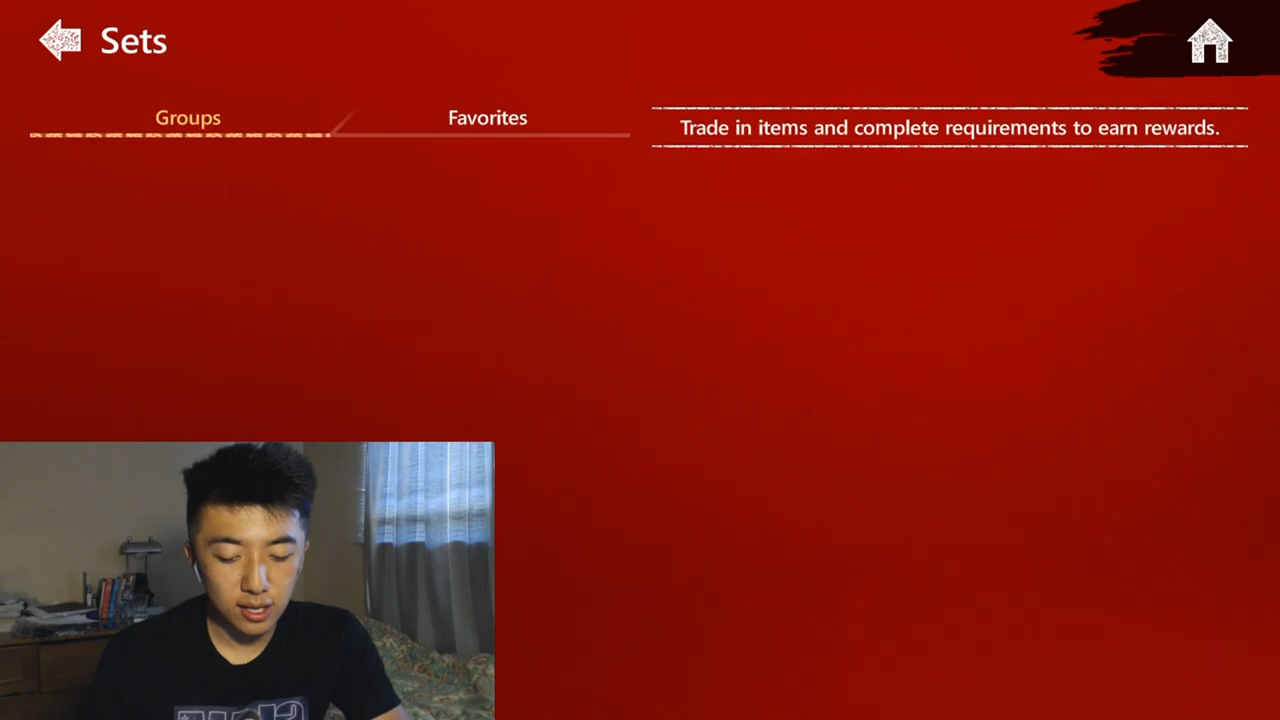 Sets
Groups
Favorites
Trade in items and complete requirements to earn rewards.